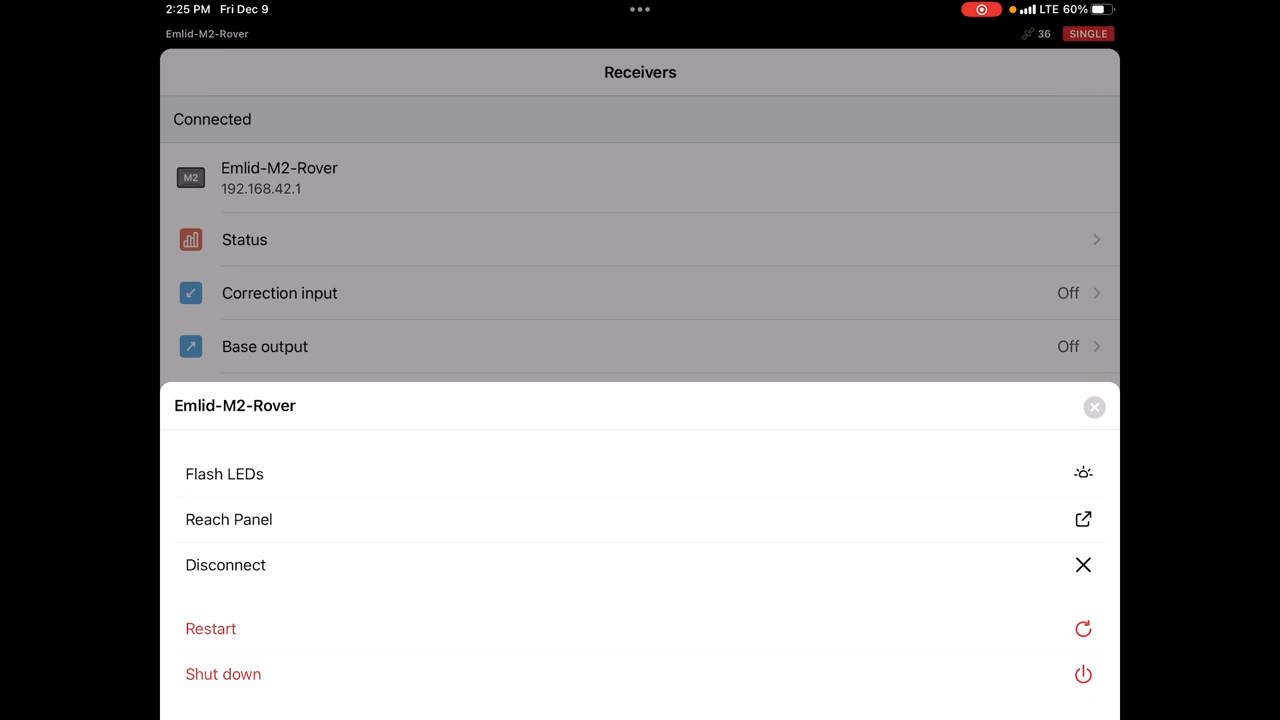 2:25 PM Fri Dec 9
LTE 60%
Emlid-M2-Rover
36 SINGLE
Receivers
Connected
M2
Emlid-M2-Rover
192.168.42.1
Status
Correction input Off
Base output Off
Emlid-M2-Rover
Flash LEDs
Reach Panel
Disconnect
Restart
Shut down